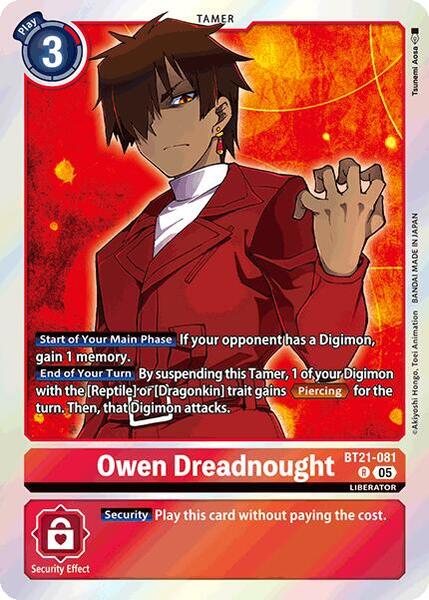 TAMER
Play
3
Tsunemi Aosa
©Akiyoshi Hongo, Toei Animation BANDAI MADE IN JAPAN
Start of Your Main Phase If your opponent has a Digimon,
gain 1 memory.
End of Your Turn By suspending this Tamer, 1 of your Digimon
with the [Reptile]or[Dragonkin] trait gains Piercing for the
turn. Then, that Digimon attacks.
Owen Dreadnought
BT21-081
R 05
LIBERATOR
Security Play this card without paying the cost.
Security Effect